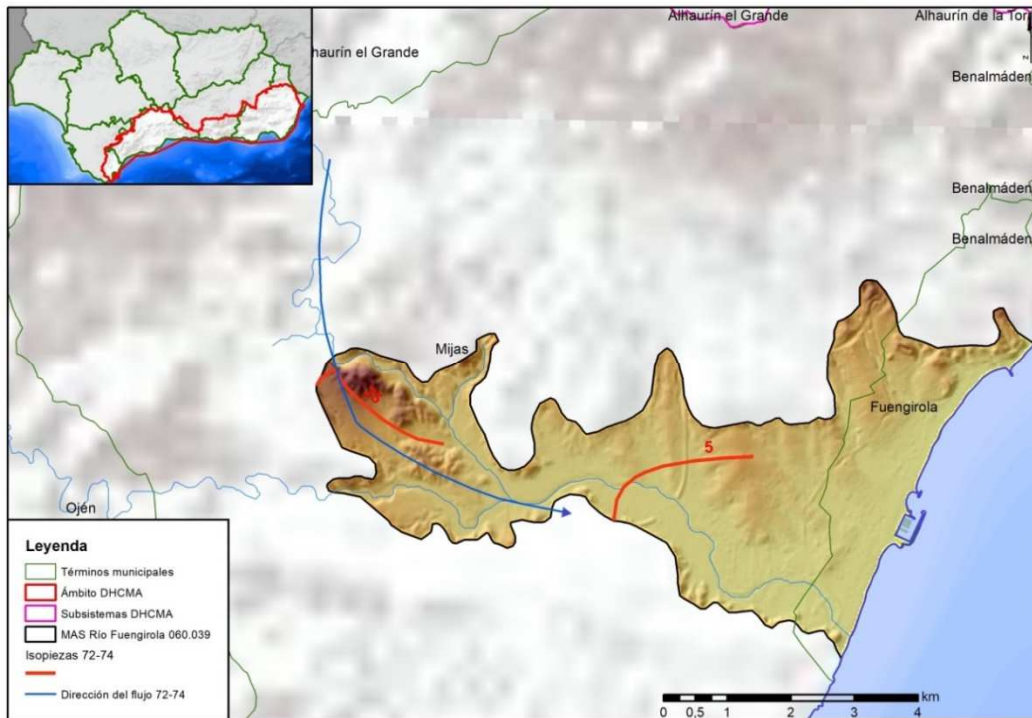 Alhaurín el Grande
Alhaurín de la Tor
haurín el Grande
Benalmáden
Benalmáden
Benalmáden
Mijas
Fuengirola
5
Ojén
Leyenda
Términos municipales
Ámbito DHCMA
Subsistemas DHCMA
MAS Río Fuengirola 060.039
Isopiezas 72-74
Dirección del flujo 72-74
km
0 0,5 1 2 3 4